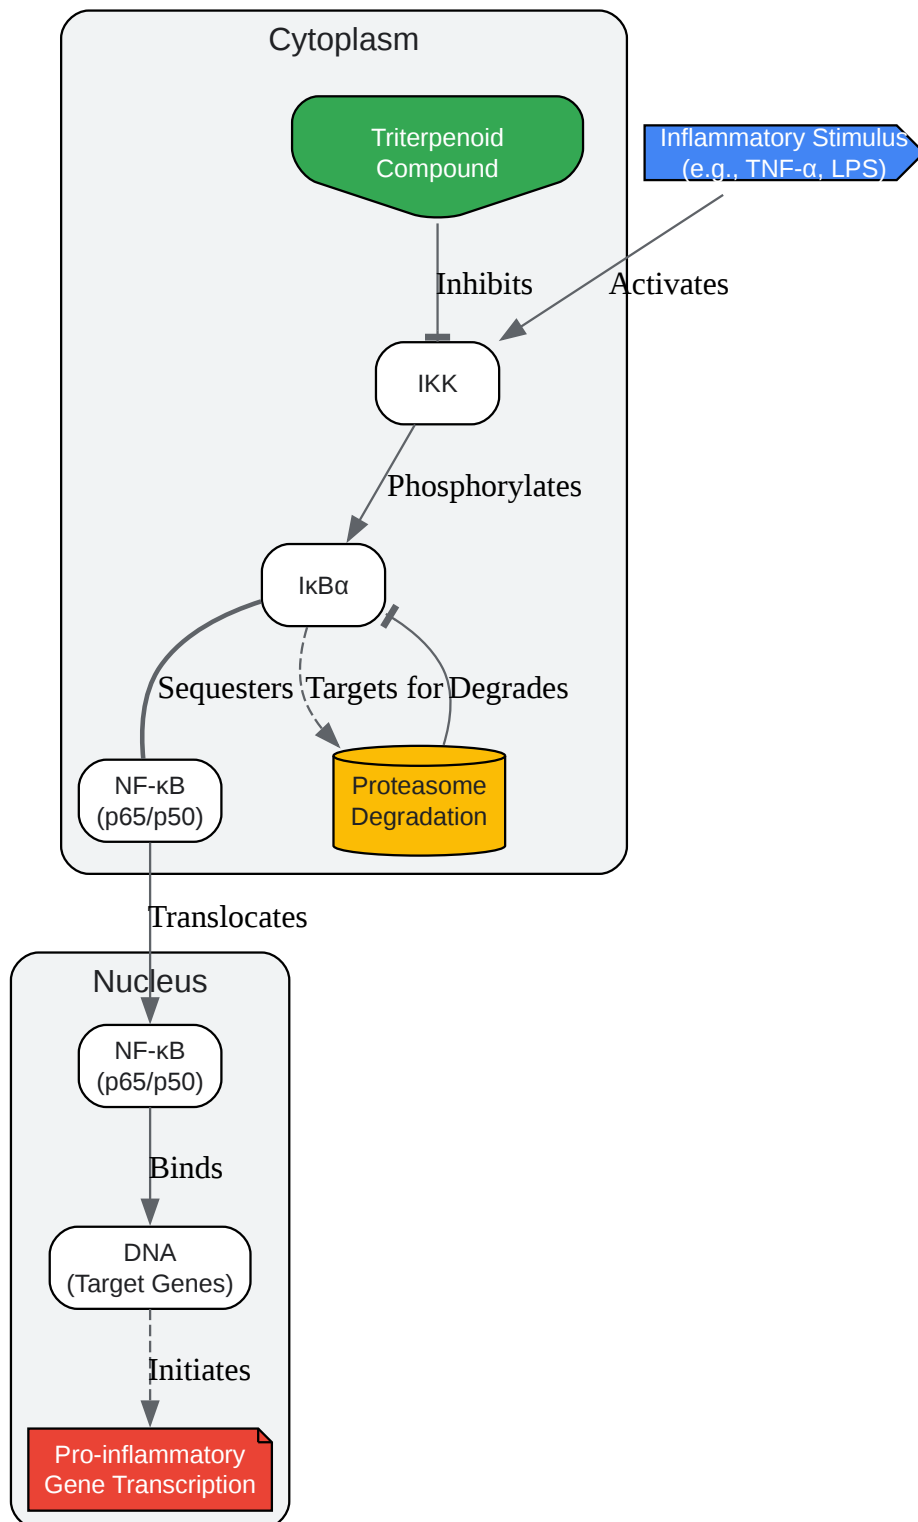 Cytoplasm
Triterpenoid
Compound
Inflammatory Stimulus
(e.g., TNF-α, LPS)
Inhibits
Activates
IKK
Phosphorylates
IκBα
Sequesters
Targets for
Degrades
NF-κB
(p65/p50)
Proteasome
Degradation
Translocates
Nucleus
NF-κB
(p65/p50)
Binds
DNA
(Target Genes)
Initiates
Pro-inflammatory
Gene Transcription